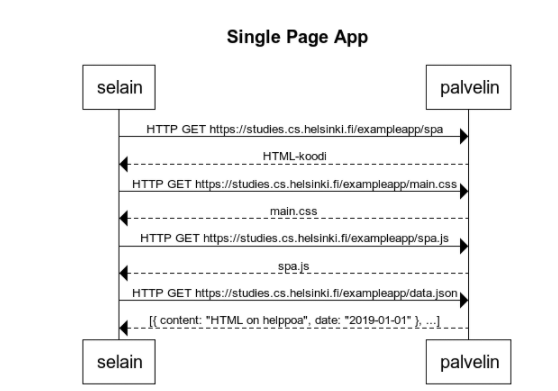 Single Page App
selain palvelin
HTTP GET https://studies.cs.helsinki.fi/exampleapp/spa
HTML-koodi
HTTP GET https://studies.cs.helsinki.fi/exampleapp/main.css
main.css
HTTP GET https://studies.cs.helsinki.fi/exampleapp/spa.js
spa.js
HTTP GET https://studies.cs.helsinki.fi/exampleapp/data.json
[{ content: "HTML on helppoa", date: "2019-01-01" }, ...]
selain palvelin